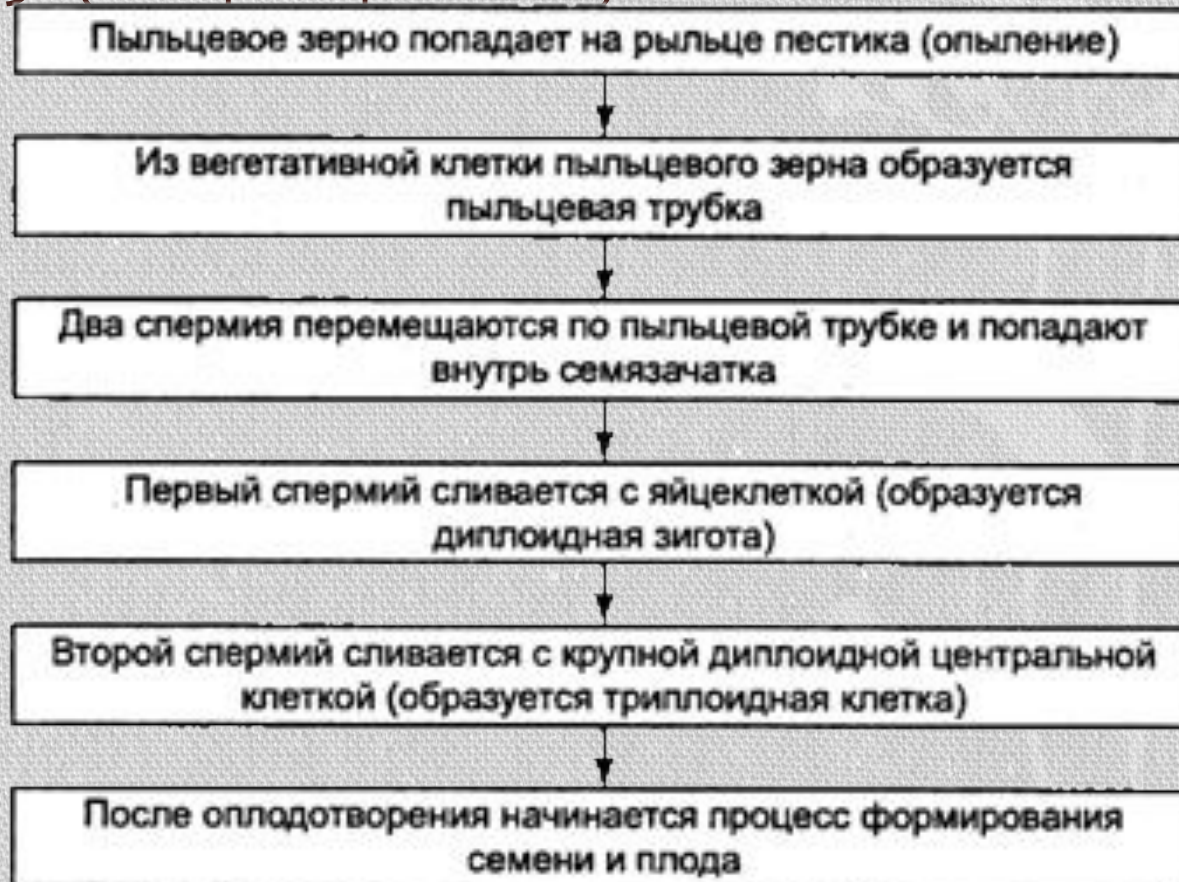 Пыльцевое зерно попадает на рыльце пестика (опыление)
Из вегетативной клетки пыльцевого зерна образуется
пыльцевая трубка
Два спермия перемещаются по пыльцевой трубке и попадают
внутрь семязачатка
Первый спермий сливается с яйцеклеткой (образуется
диплоидная зигота)
Второй спермий сливается с крупной диплоидной центральной
клеткой (образуется триплоидная клетка)
После оплодотворения начинается процесс формирования
семени и плода